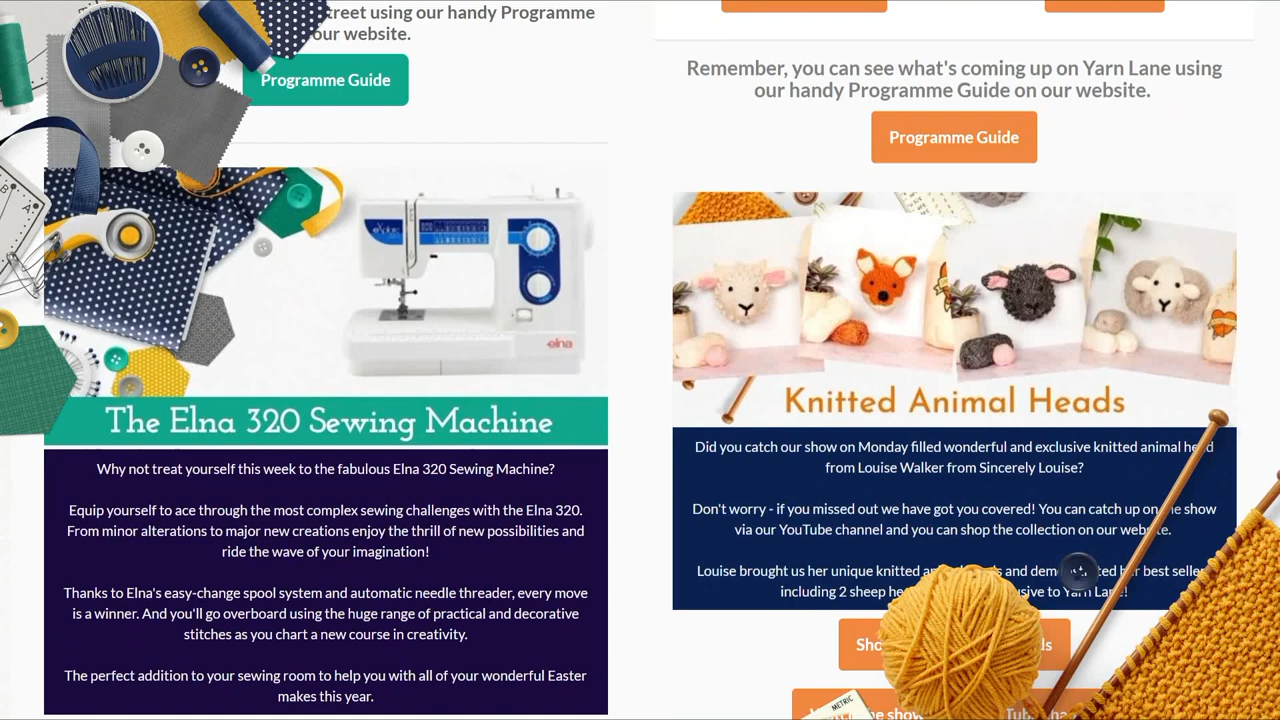 treet using our handy Programme
our website.
Programme Guide
elna
The Elna 320 Sewing Machine
Why not treat yourself this week to the fabulous Elna 320 Sewing Machine?
Equip yourself to ace through the most complex sewing challenges with the Elna 320.
From minor alterations to major new creations enjoy the thrill of new possibilities and
ride the wave of your imagination!
Thanks to Elna's easy-change spool system and automatic needle threader, every move
is a winner. And you'll go overboard using the huge range of practical and decorative
stitches as you chart a new course in creativity.
The perfect addition to your sewing room to help you with all of your wonderful Easter
makes this year.
Remember, you can see what's coming up on Yarn Lane using
our handy Programme Guide on our website.
Programme Guide
Knitted Animal Heads
Did you catch our show on Monday filled wonderful and exclusive knitted animal head
from Louise Walker from Sincerely Louise?
Don't worry - if you missed out we have got you covered! You can catch up on the show
via our YouTube channel and you can shop the collection on our website.
Louise brought us her unique knitted and demonstrated her best seller
including 2 sheep exclusive to Yarn Lane!
Sho ds
the show Tub
METRIC